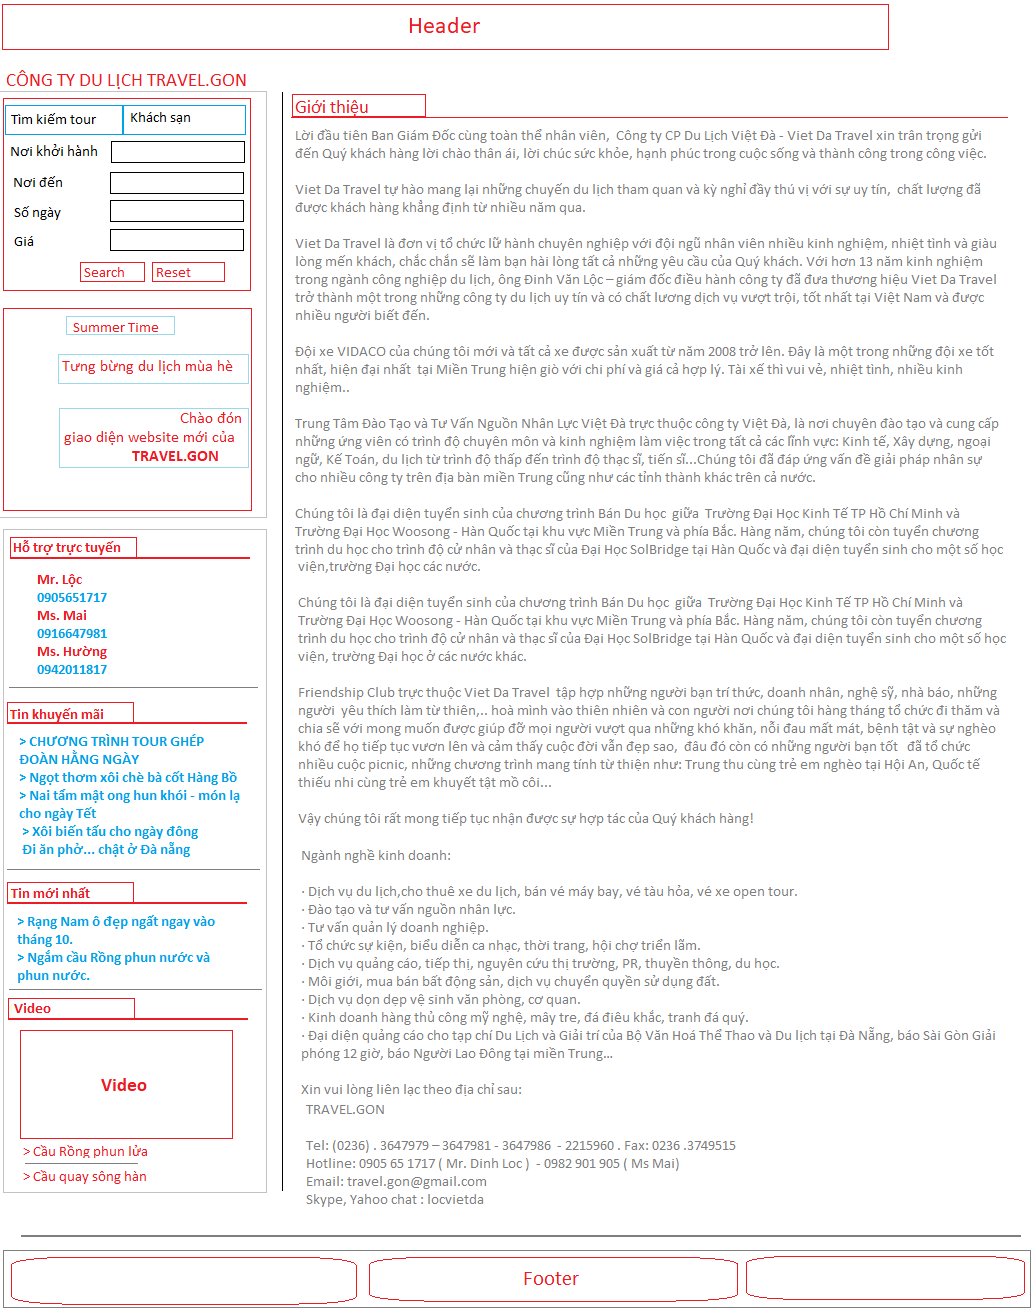 Header
CÔNG TY DU LỊCH TRAVEL.GON
Tìm kiếm tour
Khách sạn
Nơi khởi hành
Nơi đến
Số ngày
Giá
Search
Reset
Summer Time
Tưng bừng du lịch mùa hè
Chào đón
giao diện website mới của
TRAVEL.GON
Hỗ trợ trực tuyến
Mr. Lộc
0905651717
Ms. Mai
0916647981
Ms. Hường
0942011817
Tin khuyến mãi
> CHƯƠNG TRÌNH TOUR GHÉP
ĐOÀN HẰNG NGÀY
> Ngọt thơm xôi chè bà cốt Hàng Bồ
> Nai tẩm mật ong hun khói - món lạ
cho ngày Tết
> Xôi biến tấu cho ngày đông
Đi ăn phở... chặt ở Đà nẵng
Tin mới nhất
> Rạng Nam ô đẹp ngất ngay vào
tháng 10.
> Ngắm cầu Rồng phun nước và
phun nước.
Video
Video
> Cầu Rồng phun lửa
> Cầu quay sông hàn
Giới thiệu
Lời đầu tiên Ban Giám Đốc cùng toàn thể nhân viên,  Công ty CP Du Lịch Việt Đà - Viet Da Travel xin trân trọng gửi
đến Quý khách hàng lời chào thân ái, lời chúc sức khỏe, hạnh phúc trong cuộc sống và thành công trong công việc.
Viet Da Travel tự hào mang lại những chuyến du lịch tham quan và kỳ nghỉ đầy thú vị với sự uy tín,  chất lượng đã
được khách hàng khẳng định từ nhiều năm qua.
Viet Da Travel là đơn vị tổ chức lữ hành chuyên nghiệp với đội ngũ nhân viên nhiều kinh nghiệm, nhiệt tình và giàu
lòng mến khách, chắc chắn sẽ làm bạn hài lòng tất cả những yêu cầu của Quý khách. Với hơn 13 năm kinh nghiệm
trong ngành công nghiệp du lịch, ông Đinh Văn Lộc – giám đốc điều hành công ty đã đưa thương hiệu Viet Da Travel
trở thành một trong những công ty du lịch uy tín và có chất lương dịch vụ vượt trội, tốt nhất tại Việt Nam và được
nhiều người biết đến.
Đội xe VIDACO của chúng tôi mới và tất cả xe được sản xuất từ năm 2008 trở lên. Đây là một trong những đội xe tốt
nhất, hiện đại nhất  tại Miền Trung hiện giờ với chi phí và giá cả hợp lý. Tài xế thì vui vẻ, nhiệt tình, nhiều kinh
nghiệm..
Trung Tâm Đào Tạo và Tư Vấn Nguồn Nhân Lực Việt Đà trực thuộc công ty Việt Đà, là nơi chuyên đào tạo và cung cấp
những ứng viên có trình độ chuyên môn và kinh nghiệm làm việc trong tất cả các lĩnh vực: Kinh tế, Xây dựng, ngoại
ngữ, Kế Toán, du lịch từ trình độ thấp đến trình độ thạc sĩ, tiến sĩ...Chúng tôi đã đáp ứng vấn đề giải pháp nhân sự
cho nhiều công ty trên địa bàn miền Trung cũng như các tỉnh thành khác trên cả nước.
Chúng tôi là đại diện tuyển sinh của chương trình Bán Du học  giữa  Trường Đại Học Kinh Tế TP Hồ Chí Minh và
Trường Đại Học Woosong - Hàn Quốc tại khu vực Miền Trung và phía Bắc. Hàng năm, chúng tôi còn tuyển chương
trình du học cho trình độ cử nhân và thạc sĩ của Đại Học SolBridge tại Hàn Quốc và đại diện tuyển sinh cho một số học
viện,trường Đại học các nước.
Chúng tôi là đại diện tuyển sinh của chương trình Bán Du học  giữa  Trường Đại Học Kinh Tế TP Hồ Chí Minh và
Trường Đại Học Woosong - Hàn Quốc tại khu vực Miền Trung và phía Bắc. Hàng năm, chúng tôi còn tuyển chương
trình du học cho trình độ cử nhân và thạc sĩ của Đại Học SolBridge tại Hàn Quốc và đại diện tuyển sinh cho một số học
viện, trường Đại học ở các nước khác.
Friendship Club trực thuộc Viet Da Travel  tập hợp những người bạn trí thức, doanh nhân, nghệ sỹ, nhà báo, những
người  yêu thích làm từ thiên,.. hoà mình vào thiên nhiên và con người nơi chúng tôi hàng tháng tổ chức đi thăm và
chia sẽ với mong muốn được giúp đỡ mọi người vượt qua những khó khăn, nỗi đau mất mát, bệnh tật và sự nghèo
khó để họ tiếp tục vươn lên và cảm thấy cuộc đời vẫn đẹp sao,  đâu đó còn có những người bạn tốt  đã tổ chức
nhiều cuộc picnic, những chương trình mang tính từ thiện như: Trung thu cùng trẻ em nghèo tại Hội An, Quốc tế
thiếu nhi cùng trẻ em khuyết tật mồ côi...
Vậy chúng tôi rất mong tiếp tục nhận được sự hợp tác của Quý khách hàng!
Ngành nghề kinh doanh:
· Dịch vụ du lịch,cho thuê xe du lịch, bán vé máy bay, vé tàu hỏa, vé xe open tour.
· Đào tạo và tư vấn nguồn nhân lực.
· Tư vấn quản lý doanh nghiệp.
· Tổ chức sự kiện, biểu diễn ca nhạc, thời trang, hội chợ triển lãm.
· Dịch vụ quảng cáo, tiếp thị, nguyên cứu thị trường, PR, thuyền thông, du học.
· Môi giới, mua bán bất động sản, dịch vụ chuyển quyền sử dụng đất.
· Dịch vụ dọn dẹp vệ sinh văn phòng, cơ quan.
· Kinh doanh hàng thủ công mỹ nghệ, mây tre, đá điêu khắc, tranh đá quý.
· Đại diện quảng cáo cho tạp chí Du Lịch và Giải trí của Bộ Văn Hoá Thể Thao và Du lịch tại Đà Nẵng, báo Sài Gòn Giải
phóng 12 giờ, báo Người Lao Đông tại miền Trung...
Xin vui lòng liên lạc theo địa chỉ sau:
TRAVEL.GON
Tel: (0236) . 3647979 – 3647981 - 3647986  - 2215960 . Fax: 0236 .3749515
Hotline: 0905 65 1717 ( Mr. Dinh Loc )  - 0982 901 905 ( Ms Mai)
Email: travel.gon@gmail.com
Skype, Yahoo chat : locvietda
Footer